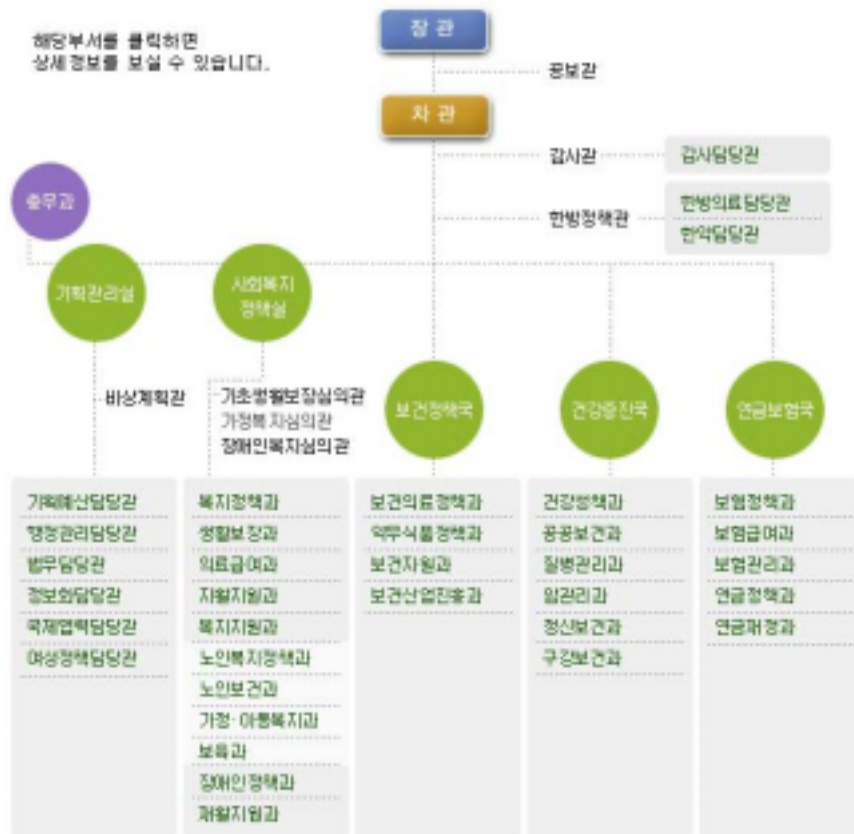 해당부서를 클릭하면
상세정보를 보실 수 있습니다.
장관
공보관
차관
감사관
감사담당관
한방정책관
한방의료담당관
한약담당관
총무과
기획관리실
사회복지
정책실
비상계획관
기초생활보장심의관
가정복지심의관
장애인복지심의관
보건정책국
건강증진국
연금보험국
기획예산담당관
행정관리담당관
법무담당관
정보화담당관
국제협력담당관
여성정책담당관
복지정책과
생활보장과
의료급여과
자활지원과
복지지원과
노인복지정책과
노인보건과
가정·아동복지과
보육과
장애인정책과
재활지원과
보건의료정책과
약무식품정책과
보건자원과
보건산업진흥과
건강정책과
공공보건과
질병관리과
암관리과
정신보건과
구강보건과
보험정책과
보험급여과
보험관리과
연금정책과
연금재정과